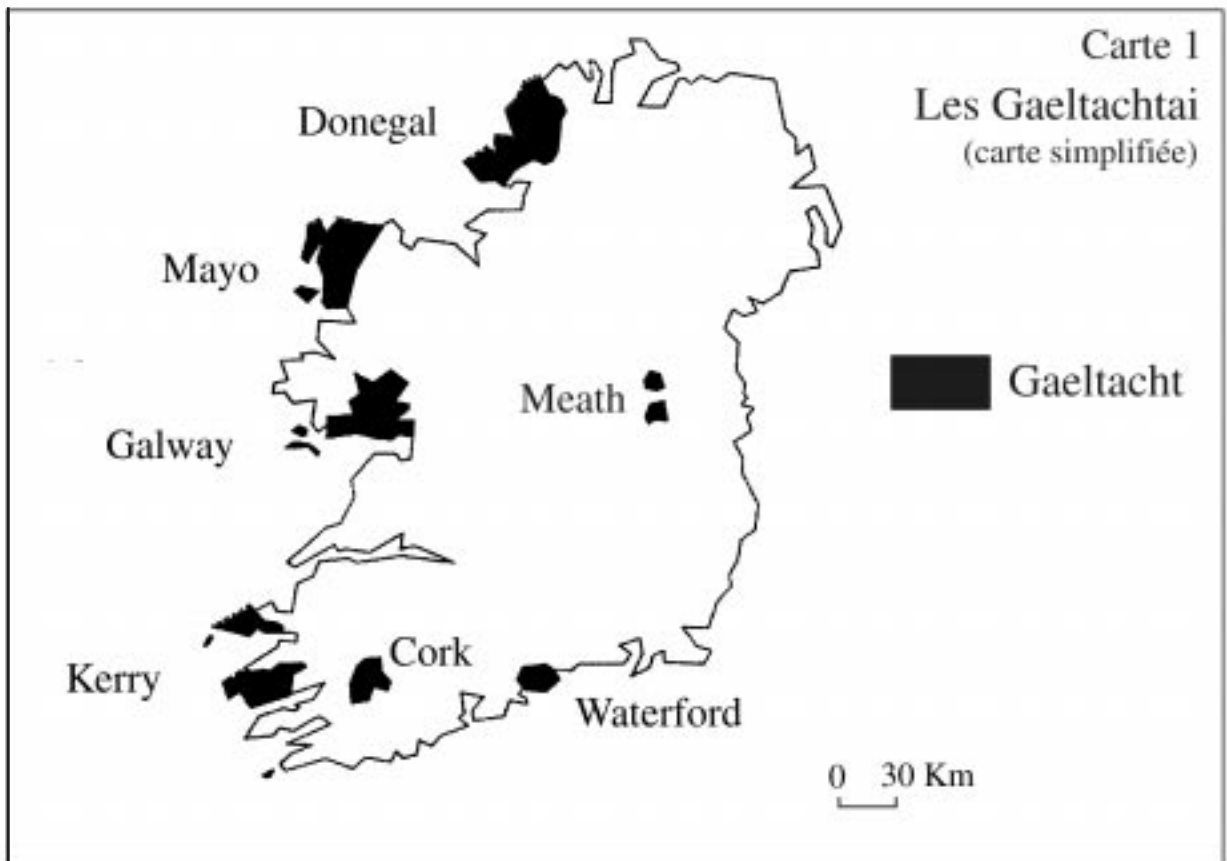 Carte 1
Les Gaeltachtai
(carte simplifiée)
Donegal
Mayo
Meath
Gaeltacht
Galway
Cork
Kerry
Waterford
0 30 Km